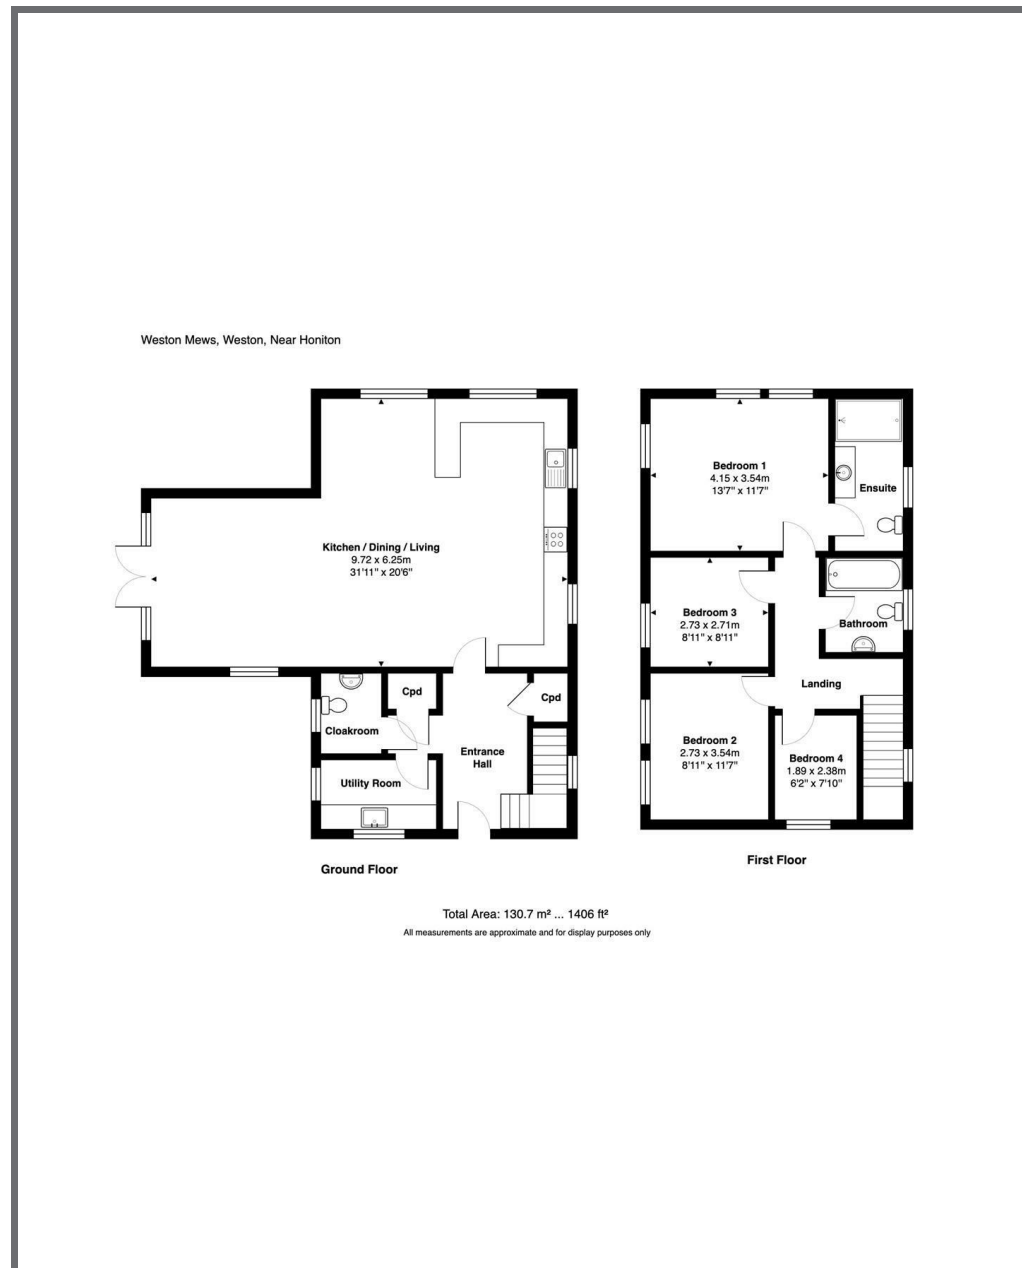 Weston Mews, Weston, Near Honiton
Kitchen / Dining / Living
9.72 x 6.25m
31'11" x 20'6"
Cpd
Cpd
Cloakroom
Entrance
Hall
Utility Room
Ground Floor
Bedroom 1
4.15 x 3.54m
13'7" x 11'7"
Ensuite
Bedroom 3
2.73 x 2.71m
8'11" x 8'11"
Bathroom
Landing
Bedroom 2
2.73 x 3.54m
8'11" x 11'7"
Bedroom 4
1.89 x 2.38m
6'2" x 7'10"
First Floor
Total Area: 130.7 m² ... 1406 ft²
All measurements are approximate and for display purposes only